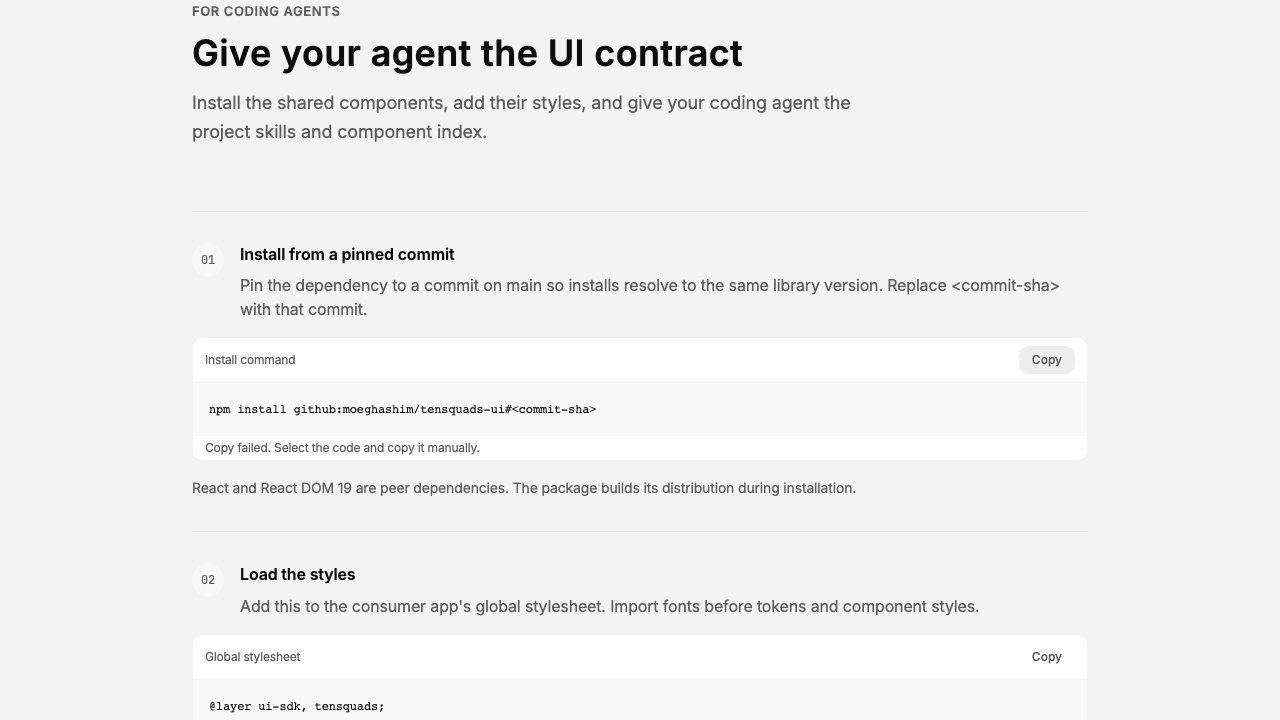 FOR CODING AGENTS
Give your agent the UI contract
Install the shared components, add their styles, and give your coding agent the
project skills and component index.
01
Install from a pinned commit
Pin the dependency to a commit on main so installs resolve to the same library version. Replace <commit-sha>
with that commit.
Install command
Copy
npm install github:moeghashim/tensquads-ui#<commit-sha>
Copy failed. Select the code and copy it manually.
React and React DOM 19 are peer dependencies. The package builds its distribution during installation.
02
Load the styles
Add this to the consumer app's global stylesheet. Import fonts before tokens and component styles.
Global stylesheet
Copy
@layer ui-sdk, tensquads;